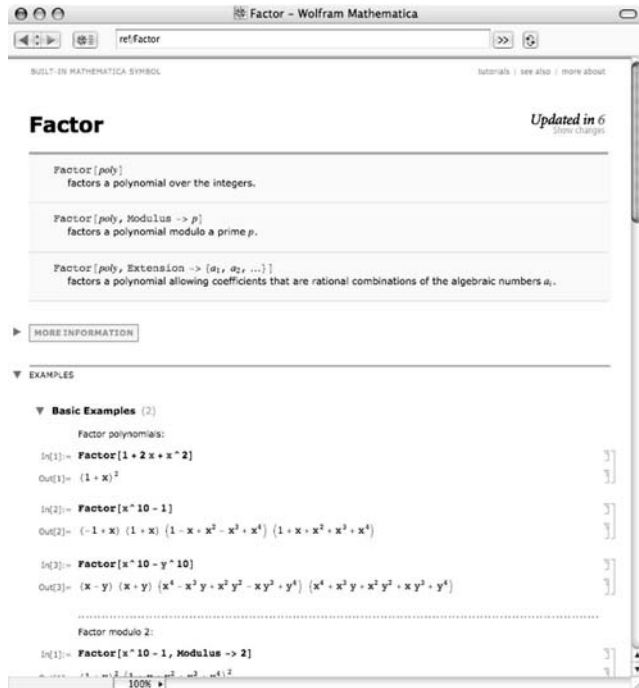 Factor – Wolfram Mathematica
ref/Factor
>>
BUILT-IN MATHEMATICA SYMBOL
tutorials | see also | more about
Factor
Updated in 6
Show changes
Factor[poly]
factors a polynomial over the integers.
Factor[poly, Modulus -> p]
factors a polynomial modulo a prime p.
Factor[poly, Extension -> {a₁, a₂, ...}]
factors a polynomial allowing coefficients that are rational combinations of the algebraic numbers aᵢ.
MORE INFORMATION
EXAMPLES
Basic Examples (2)
Factor polynomials:
In[1]:= Factor[1 + 2 x + x^2]
Out[1]= (1 + x)²
In[2]:= Factor[x^10 - 1]
Out[2]= (-1 + x) (1 + x) (1 - x + x² - x³ + x⁴) (1 + x + x² + x³ + x⁴)
In[3]:= Factor[x^10 - y^10]
Out[3]= (x - y) (x + y) (x⁴ - x³ y + x² y² - x y³ + y⁴) (x⁴ + x³ y + x² y² + x y³ + y⁴)
Factor modulo 2:
In[1]:= Factor[x^10 - 1, Modulus -> 2]
100%